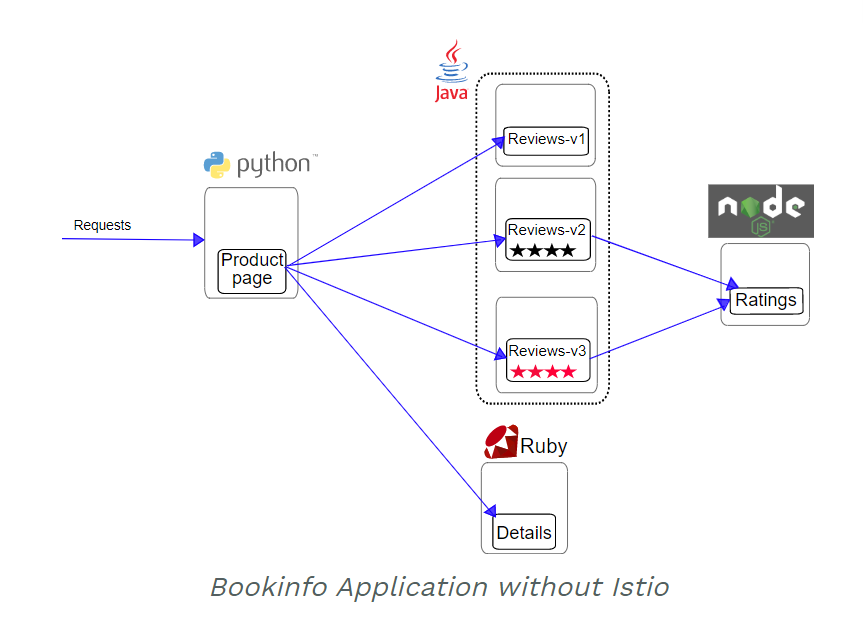 Java
Reviews-v1
python™
node
JS
Requests
Reviews-v2
Product
page
Ratings
Reviews-v3
Ruby
Details
Bookinfo Application without Istio